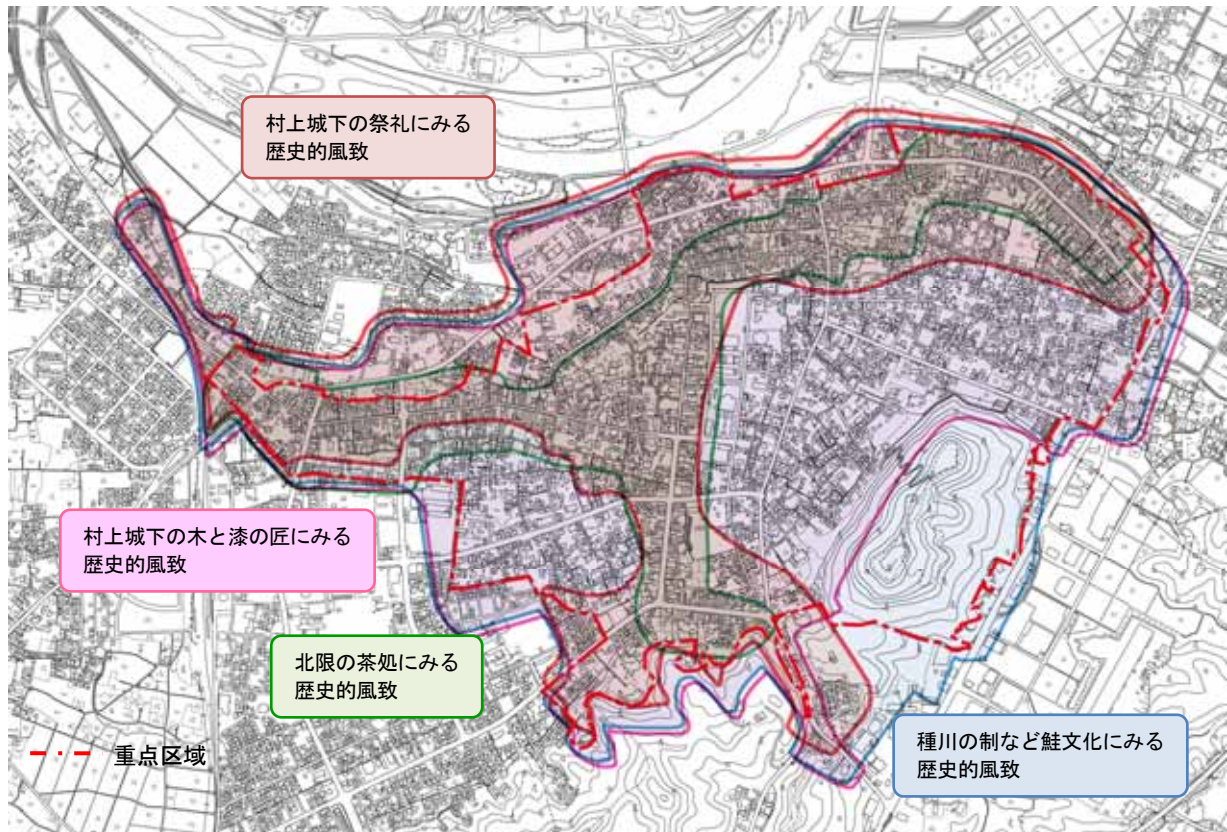 村上城下の祭礼にみる
歴史的風致
村上城下の木と漆の匠にみる
歴史的風致
北限の茶処にみる
歴史的風致
重点区域
種川の制など鮭文化にみる
歴史的風致